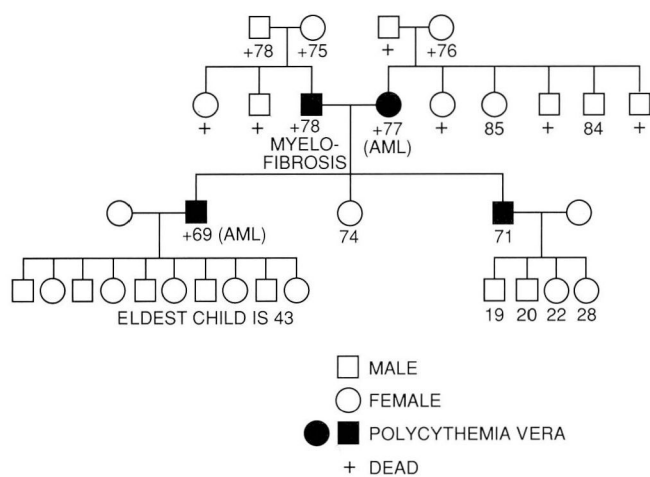 +78 +75 + +76
+ + +78 +77 + 85 + 84 +
MYELO- (AML)
FIBROSIS
+69 (AML) 74 71
ELDEST CHILD IS 43 19 20 22 28
MALE
FEMALE
POLYCYTHEMIA VERA
+ DEAD